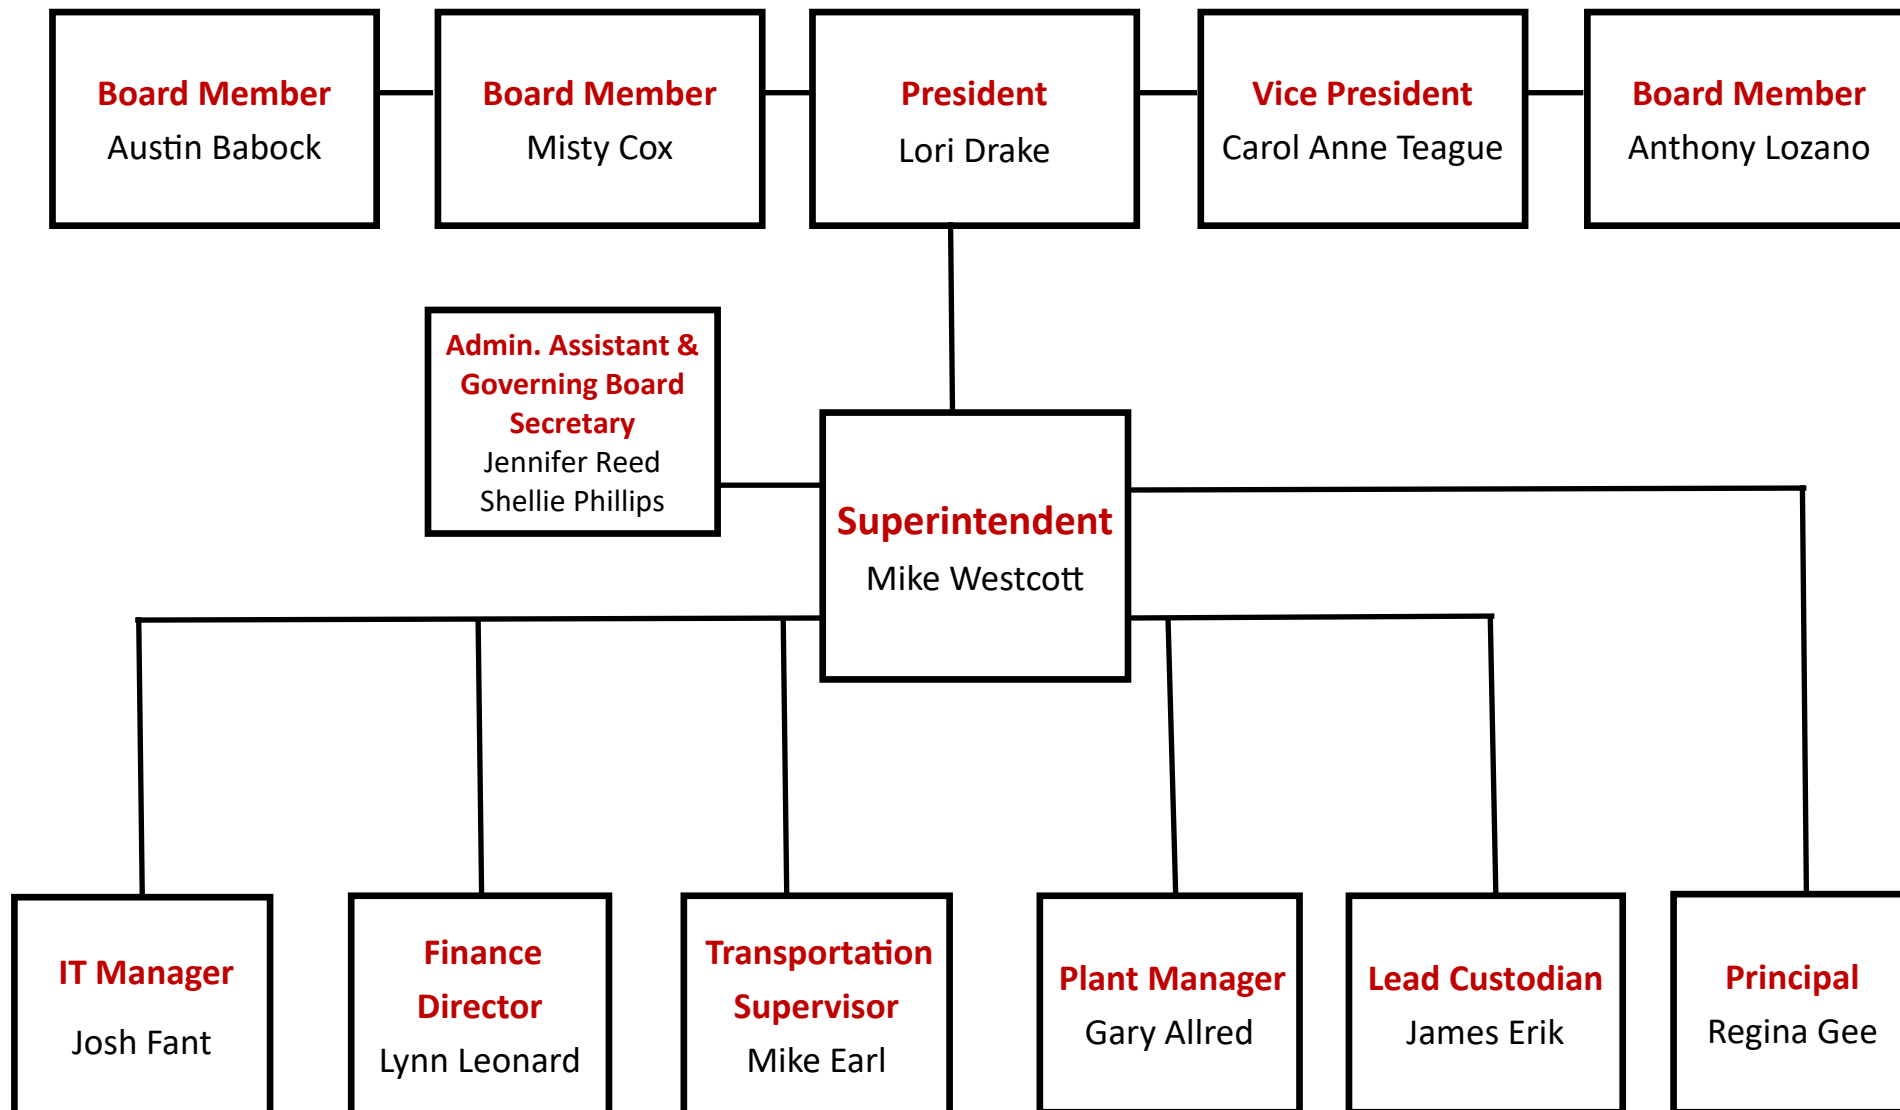 Board Member
Austin Babock
Board Member
Misty Cox
President
Lori Drake
Vice President
Carol Anne Teague
Board Member
Anthony Lozano
Admin. Assistant &
Governing Board
Secretary
Jennifer Reed
Shellie Phillips
Superintendent
Mike Westcott
IT Manager
Josh Fant
Finance
Director
Lynn Leonard
Transportation
Supervisor
Mike Earl
Plant Manager
Gary Allred
Lead Custodian
James Erik
Principal
Regina Gee